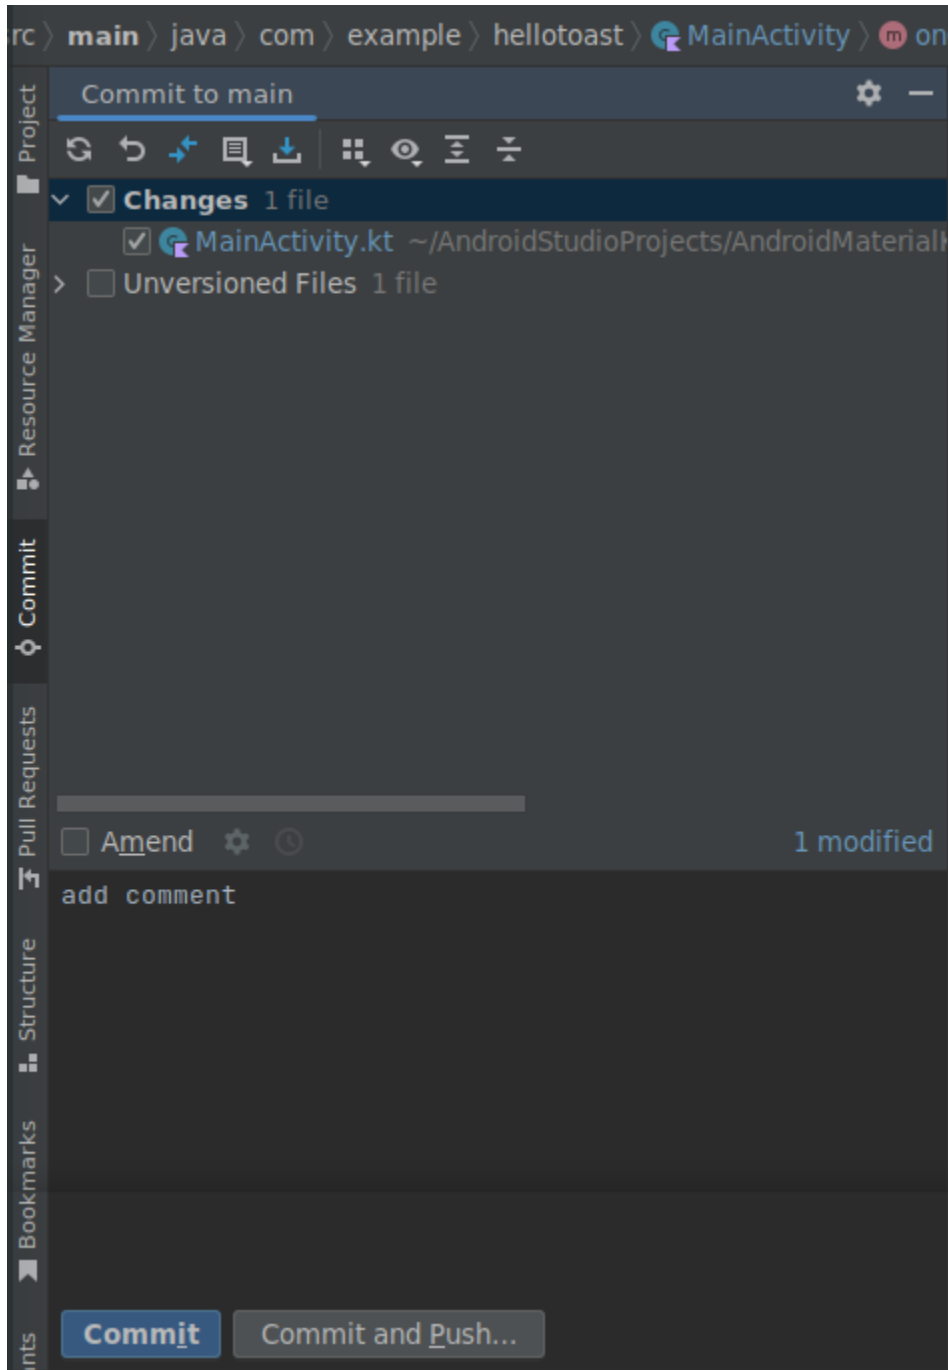 rc 〉 main 〉 java 〉 com 〉 example 〉 hellotoast 〉 MainActivity 〉 m on
Project
Resource Manager
Commit
Pull Requests
Structure
Bookmarks
nts
Commit to main
Changes 1 file
MainActivity.kt ~/AndroidStudioProjects/AndroidMaterial
Unversioned Files 1 file
Amend
1 modified
add comment
Commit
Commit and Push...